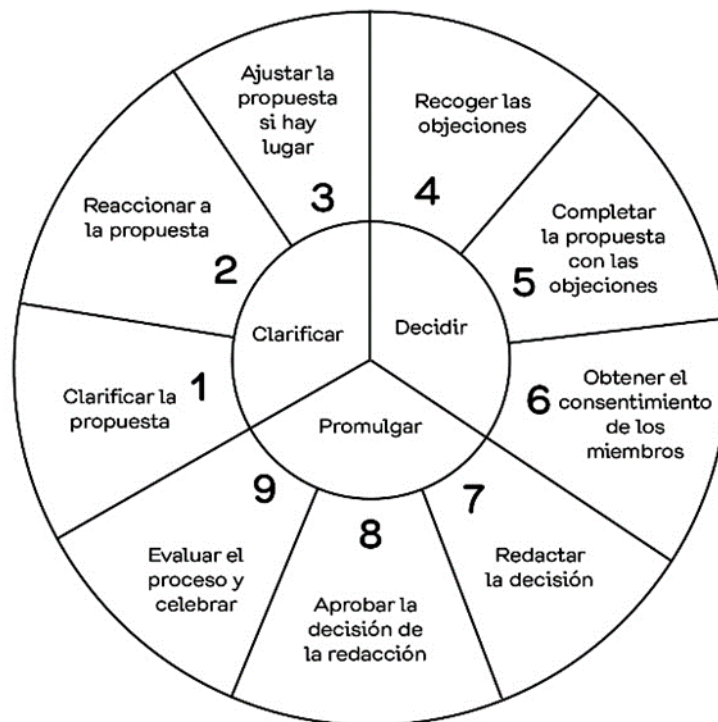 Clarificar
Decidir
Promulgar
1
Clarificar la
propuesta
2
Reaccionar a
la propuesta
3
Ajustar la
propuesta
si hay
lugar
4
Recoger las
objeciones
5
Completar
la propuesta
con las
objeciones
6
Obtener el
consentimiento
de los
miembros
7
Redactar
la decisión
8
Aprobar la
decisión de
la redacción
9
Evaluar el
proceso y
celebrar